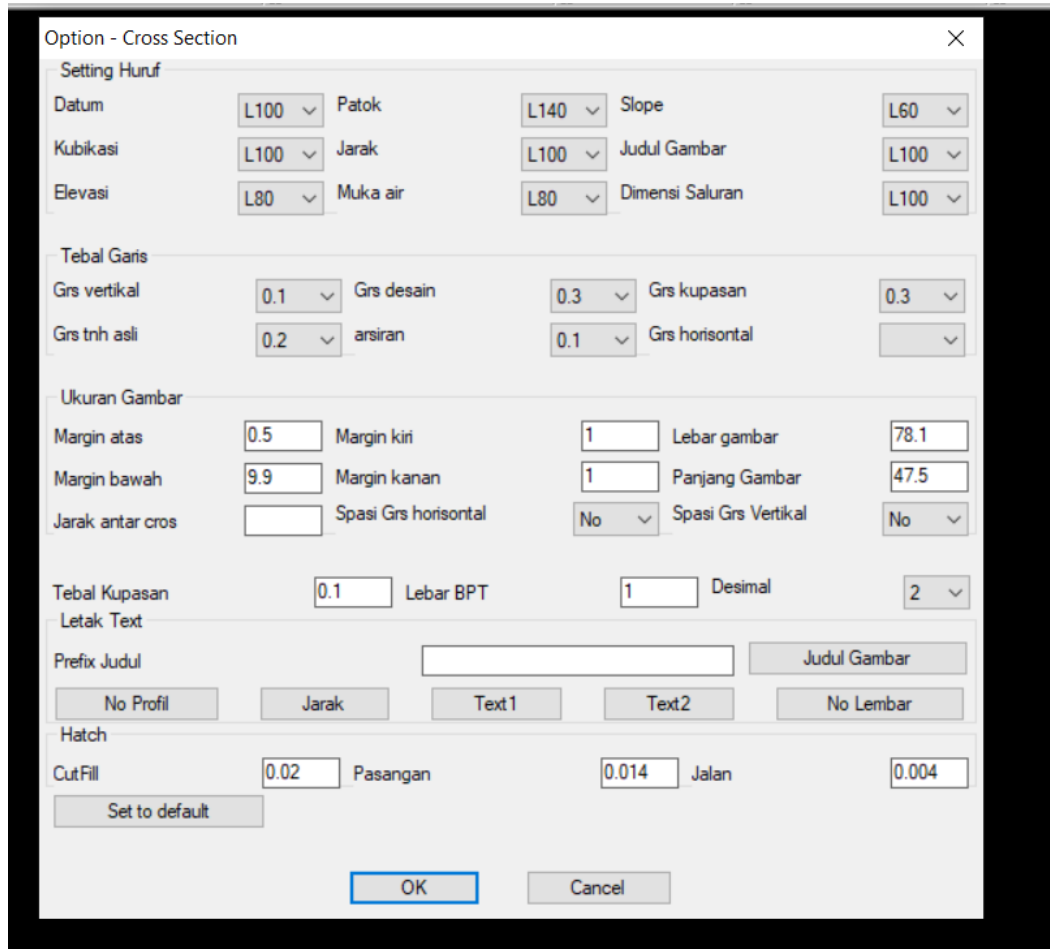 Option - Cross Section
Setting Huruf
Datum L100 Patok L140 Slope L60
Kubikasi L100 Jarak L100 Judul Gambar L100
Elevasi L80 Muka air L80 Dimensi Saluran L100
Tebal Garis
Grs vertikal 0.1 Grs desain 0.3 Grs kupasan 0.3
Grs tnh asli 0.2 arsiran 0.1 Grs horisontal
Ukuran Gambar
Margin atas 0.5 Margin kiri 1 Lebar gambar 78.1
Margin bawah 9.9 Margin kanan 1 Panjang Gambar 47.5
Jarak antar cros Spasi Grs horisontal No Spasi Grs Vertikal No
Tebal Kupasan 0.1 Lebar BPT 1 Desimal 2
Letak Text
Prefix Judul Judul Gambar
No Profil Jarak Text1 Text2 No Lembar
Hatch
CutFill 0.02 Pasangan 0.014 Jalan 0.004
Set to default
OK Cancel